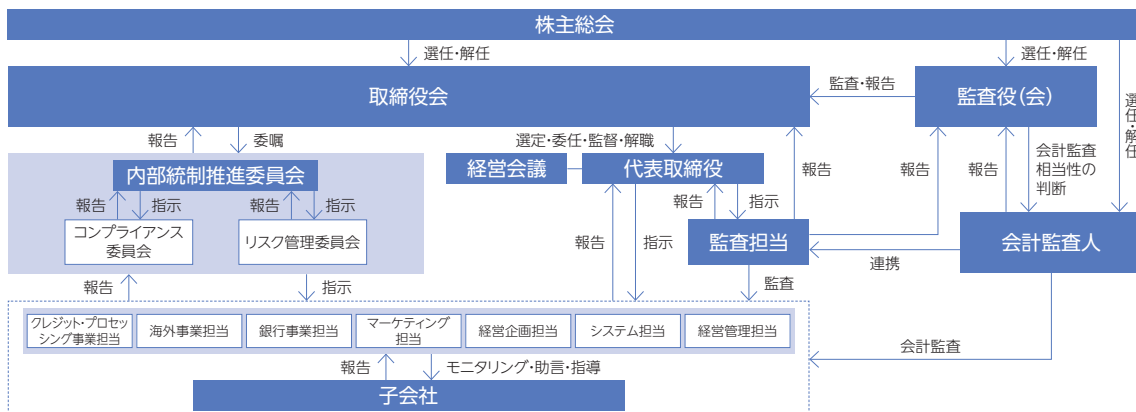 株主総会
選任・解任
選任・解任
選任・解任
取締役会
監査・報告
監査役(会)
報告
委嘱
選定・委任・監督・解職
報告
報告
報告
会計監査
相当性の
判断
内部統制推進委員会
経営会議
代表取締役
報告
指示
報告
指示
報告
指示
コンプライアンス
委員会
リスク管理委員会
報告
指示
監査担当
会計監査人
連携
報告
指示
監査
クレジット・プロセッ
シング事業担当
海外事業担当
銀行事業担当
マーケティング
担当
経営企画担当
システム担当
経営管理担当
会計監査
報告
モニタリング・助言・指導
子会社